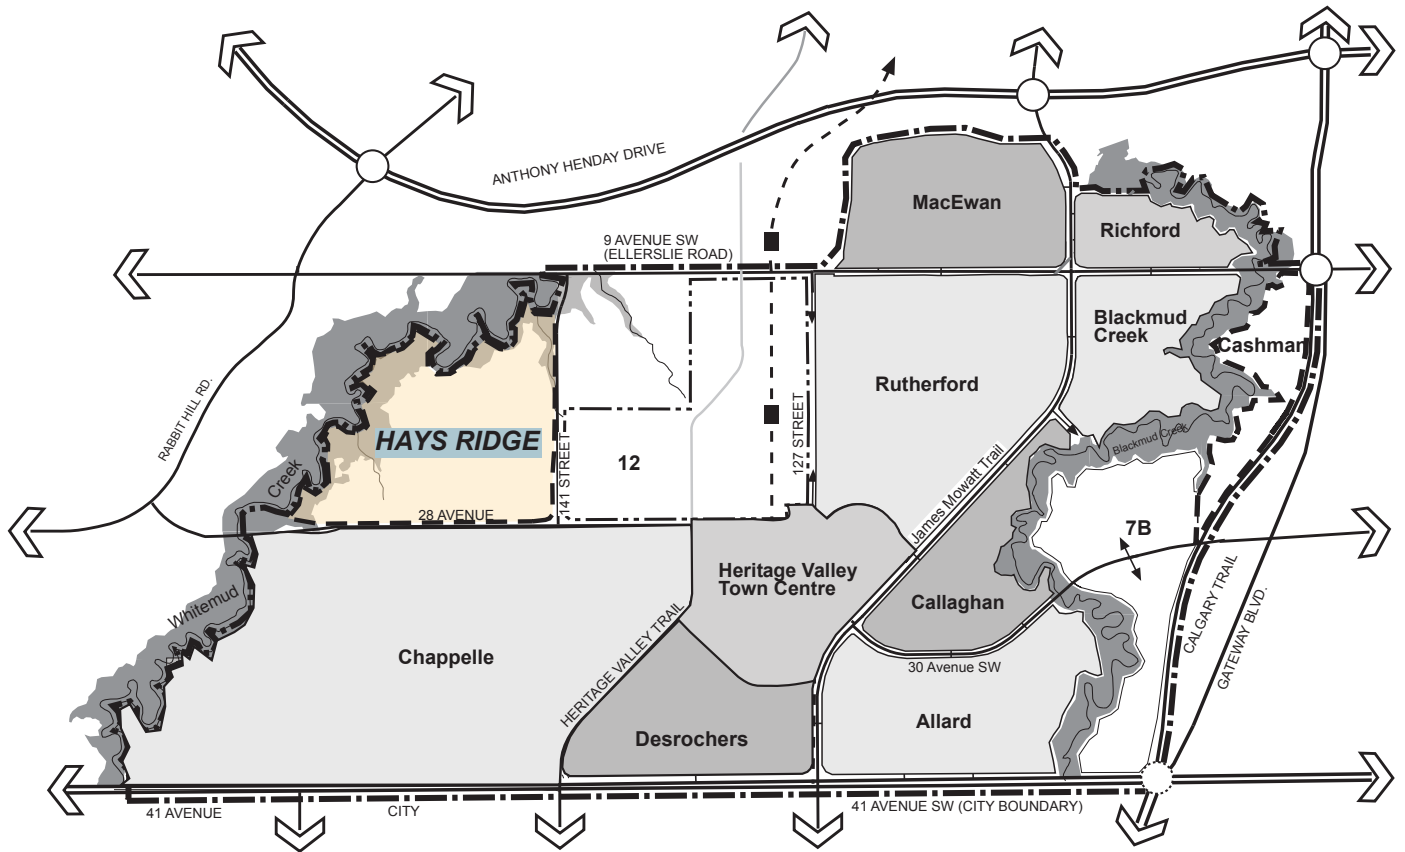 ANTHONY HENDAY DRIVE
MacEwan
Richford
9 AVENUE SW
(ELLERSLIE ROAD)
Blackmud
Creek
Cashman
Rutherford
RABBIT HILL RD.
HAYS RIDGE
141 STREET
12
127 STREET
Blackmud Creek
James Mowatt Trail
Creek
28 AVENUE
7B
Heritage Valley
Town Centre
Callaghan
Whitemud
CALGARY TRAIL
GATEWAY BLVD.
Chappelle
HERITAGE VALLEY TRAIL
30 Avenue SW
Allard
Desrochers
41 AVENUE
CITY
41 AVENUE SW (CITY BOUNDARY)